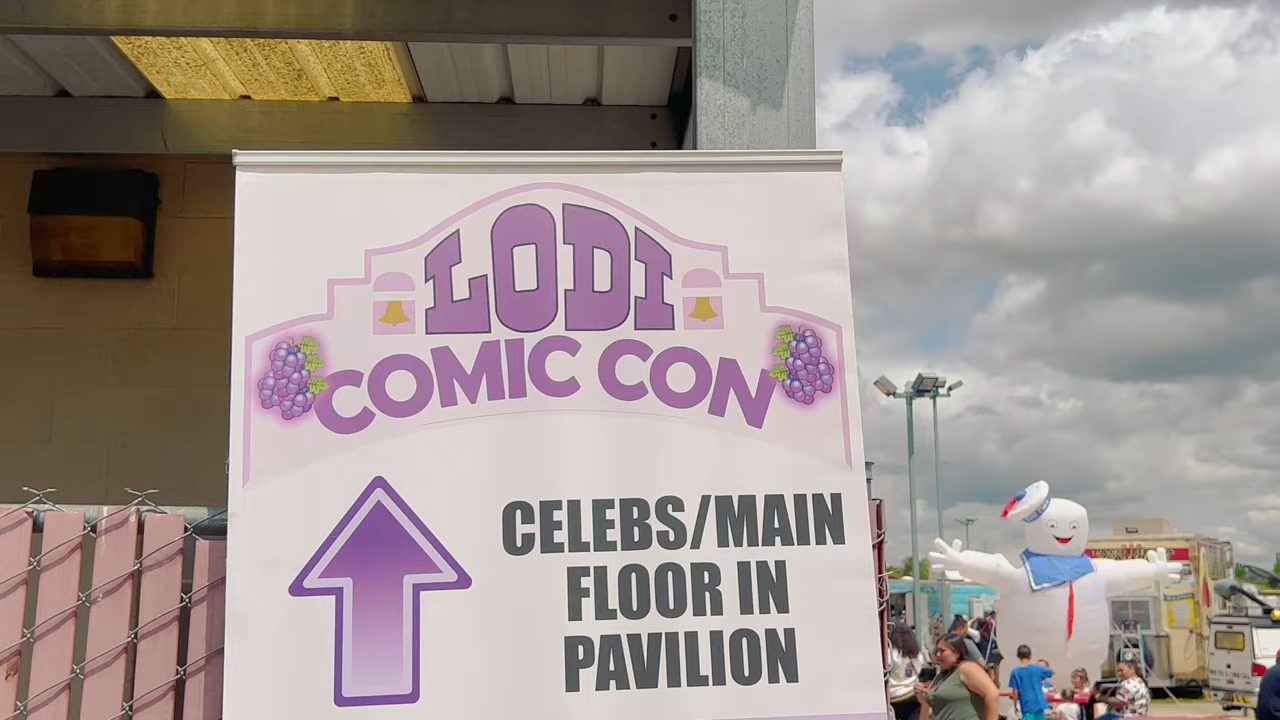 LODI
COMIC CON
CELEBS/MAIN
FLOOR IN
PAVILION